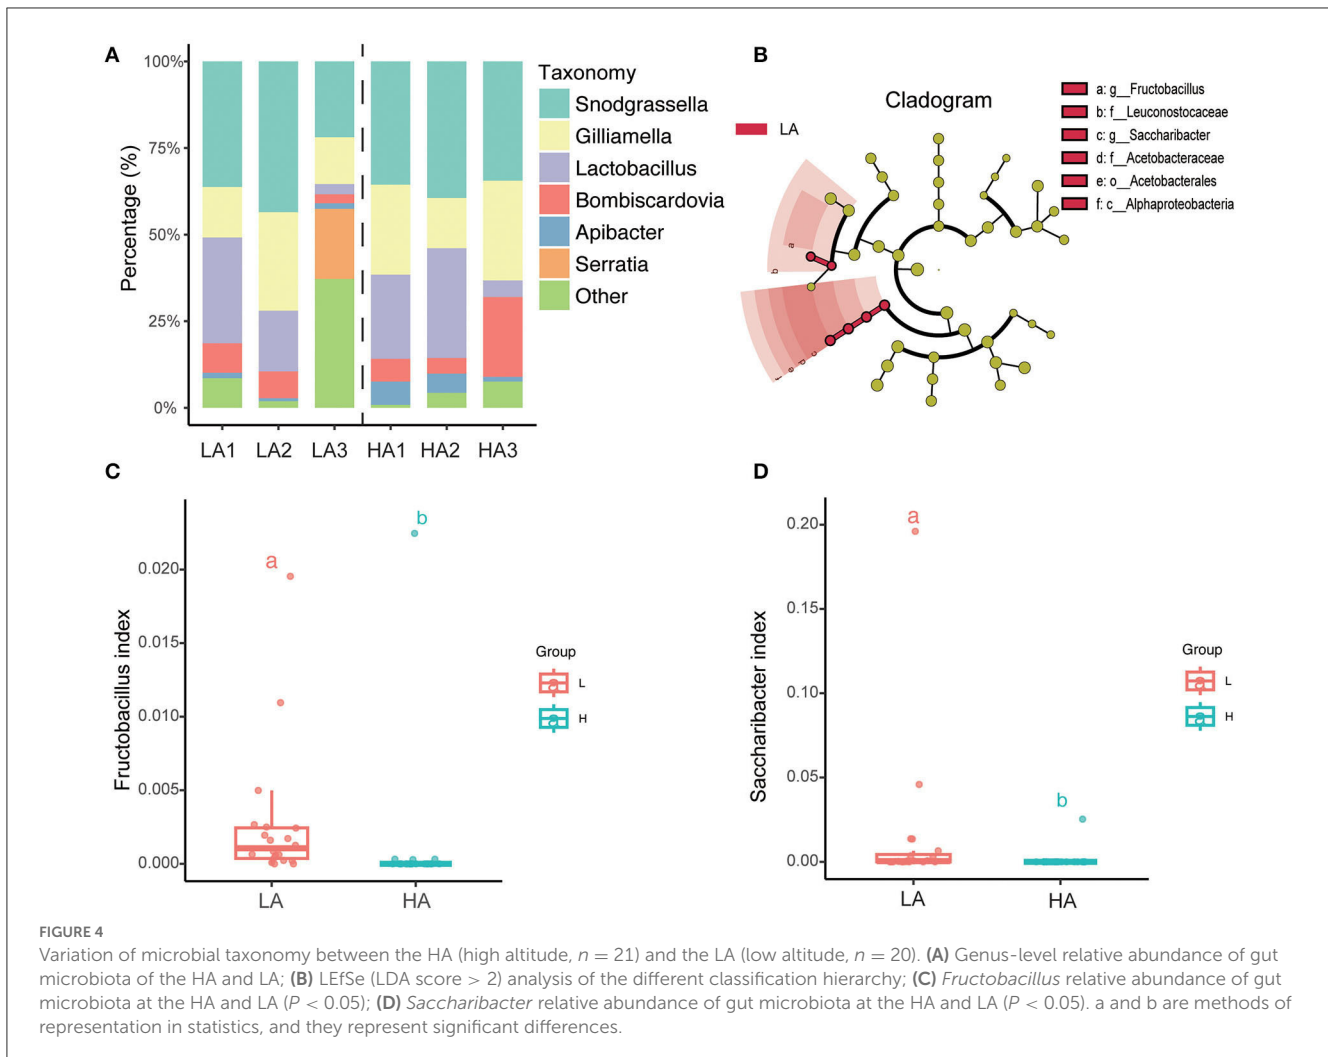 A
100%
75%
50%
25%
0%
Percentage (%)
LA1 LA2 LA3 HA1 HA2 HA3
Taxonomy
Snodgrassella
Gilliamella
Lactobacillus
Bombiscardovia
Apibacter
Serratia
Other
B
Cladogram
LA
a: g__Fructobacillus
b: f__Leuconostocaceae
c: g__Saccharibacter
d: f__Acetobacteraceae
e: o__Acetobacterales
f: c__Alphaproteobacteria
C
Fructobacillus index
0.020
0.015
0.010
0.005
0.000
a
b
LA HA
Group
L
H
D
Saccharibacter index
0.20
0.15
0.10
0.05
0.00
a
b
LA HA
Group
L
H
FIGURE 4
Variation of microbial taxonomy between the HA (high altitude, n = 21) and the LA (low altitude, n = 20). (A) Genus-level relative abundance of gut
microbiota of the HA and LA; (B) LEfSe (LDA score > 2) analysis of the different classification hierarchy; (C) Fructobacillus relative abundance of gut
microbiota at the HA and LA (P < 0.05); (D) Saccharibacter relative abundance of gut microbiota at the HA and LA (P < 0.05). a and b are methods of
representation in statistics, and they represent significant differences.